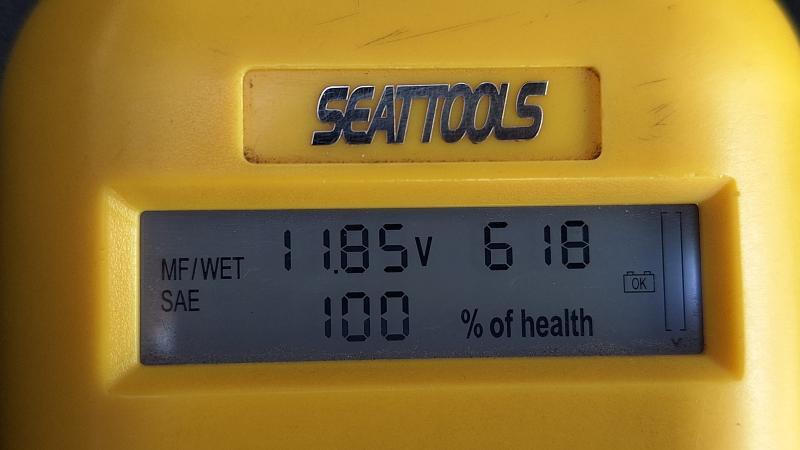 SEATTOOLS
MF/WET 11.85V 618
OK
SAE 100 % of health